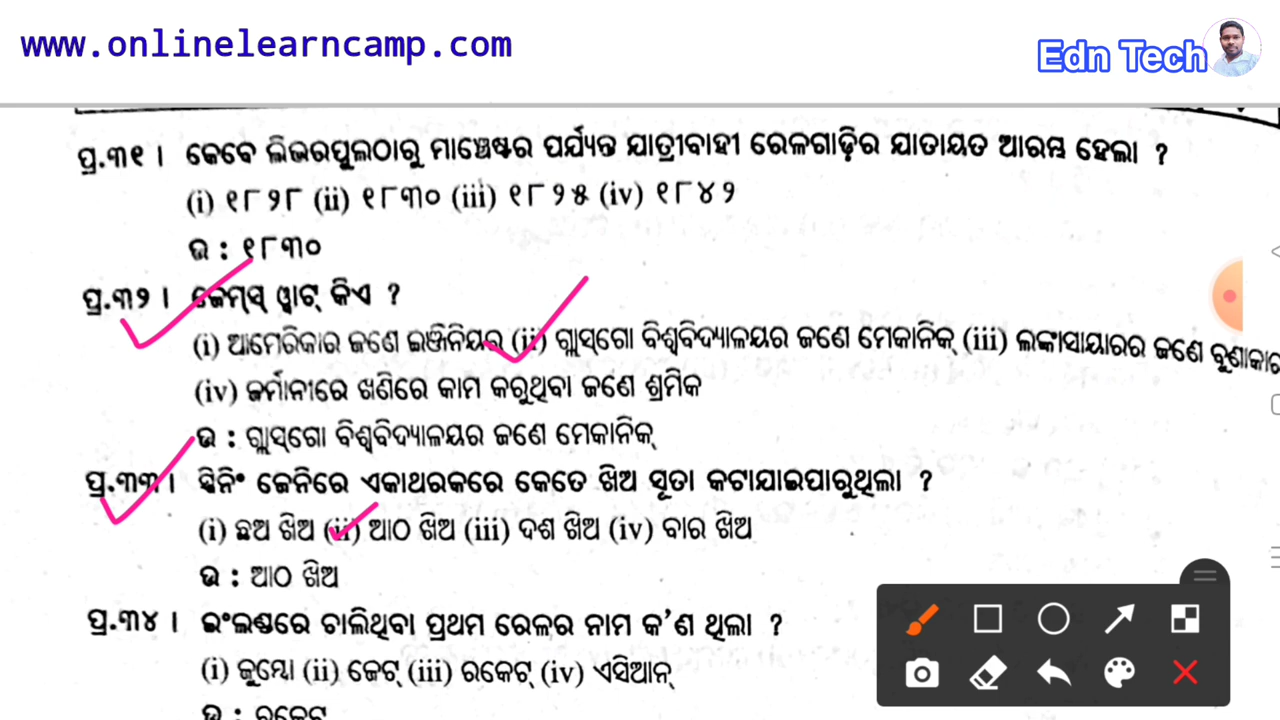 www.onlinelearncamp.com
Edn Tech
ପ୍ର.୩୧ । କେବେ ଲିଭରପୁଲଠାରୁ ମାଞ୍ଚେଷ୍ଟର ପର୍ଯ୍ୟନ୍ତ ଯାତ୍ରୀବାହୀ ରେଳଗାଡ଼ିର ଯାତାୟତ ଆରମ୍ଭ ହେଲା ?
(i) ୧୮୨୮ (ii) ୧୮୩୦ (iii) ୧୮୨୫ (iv) ୧୮୪୨
ଉ : ୧୮୩୦
ପ୍ର.୩୨ । ଜେମ୍‌ସ୍ ୱାଟ୍ କିଏ ?
(i) ଆମେରିକାର ଜଣେ ଇଞ୍ଜିନିୟର (ii) ଗ୍ଲାସ୍‌ଗୋ ବିଶ୍ୱବିଦ୍ୟାଳୟର ଜଣେ ମେକାନିକ୍ (iii) ଲଙ୍କାସାୟାରର ଜଣେ ବୁଣାକାର
(iv) ଜର୍ମାନୀରେ ଖଣିରେ କାମ କରୁଥିବା ଜଣେ ଶ୍ରମିକ
ଉ : ଗ୍ଲାସ୍‌ଗୋ ବିଶ୍ୱବିଦ୍ୟାଳୟର ଜଣେ ମେକାନିକ୍
ପ୍ର.୩୩ । ସ୍ପିନିଂ ଜେନିରେ ଏକାଥରକରେ କେତେ ଖିଅ ସୂତା କଟାଯାଇପାରୁଥିଲା ?
(i) ଛଅ ଖିଅ (ii) ଆଠ ଖିଅ (iii) ଦଶ ଖିଅ (iv) ବାର ଖିଅ
ଉ : ଆଠ ଖିଅ
ପ୍ର.୩୪ । ଇଂଲଣ୍ଡରେ ଚାଲିଥିବା ପ୍ରଥମ ରେଳର ନାମ କ'ଣ ଥିଲା ?
(i) ଜୁମ୍ବୋ (ii) ଜେଟ୍ (iii) ରକେଟ୍ (iv) ଏସିଆନ୍
ଉ : ରକେଟ୍